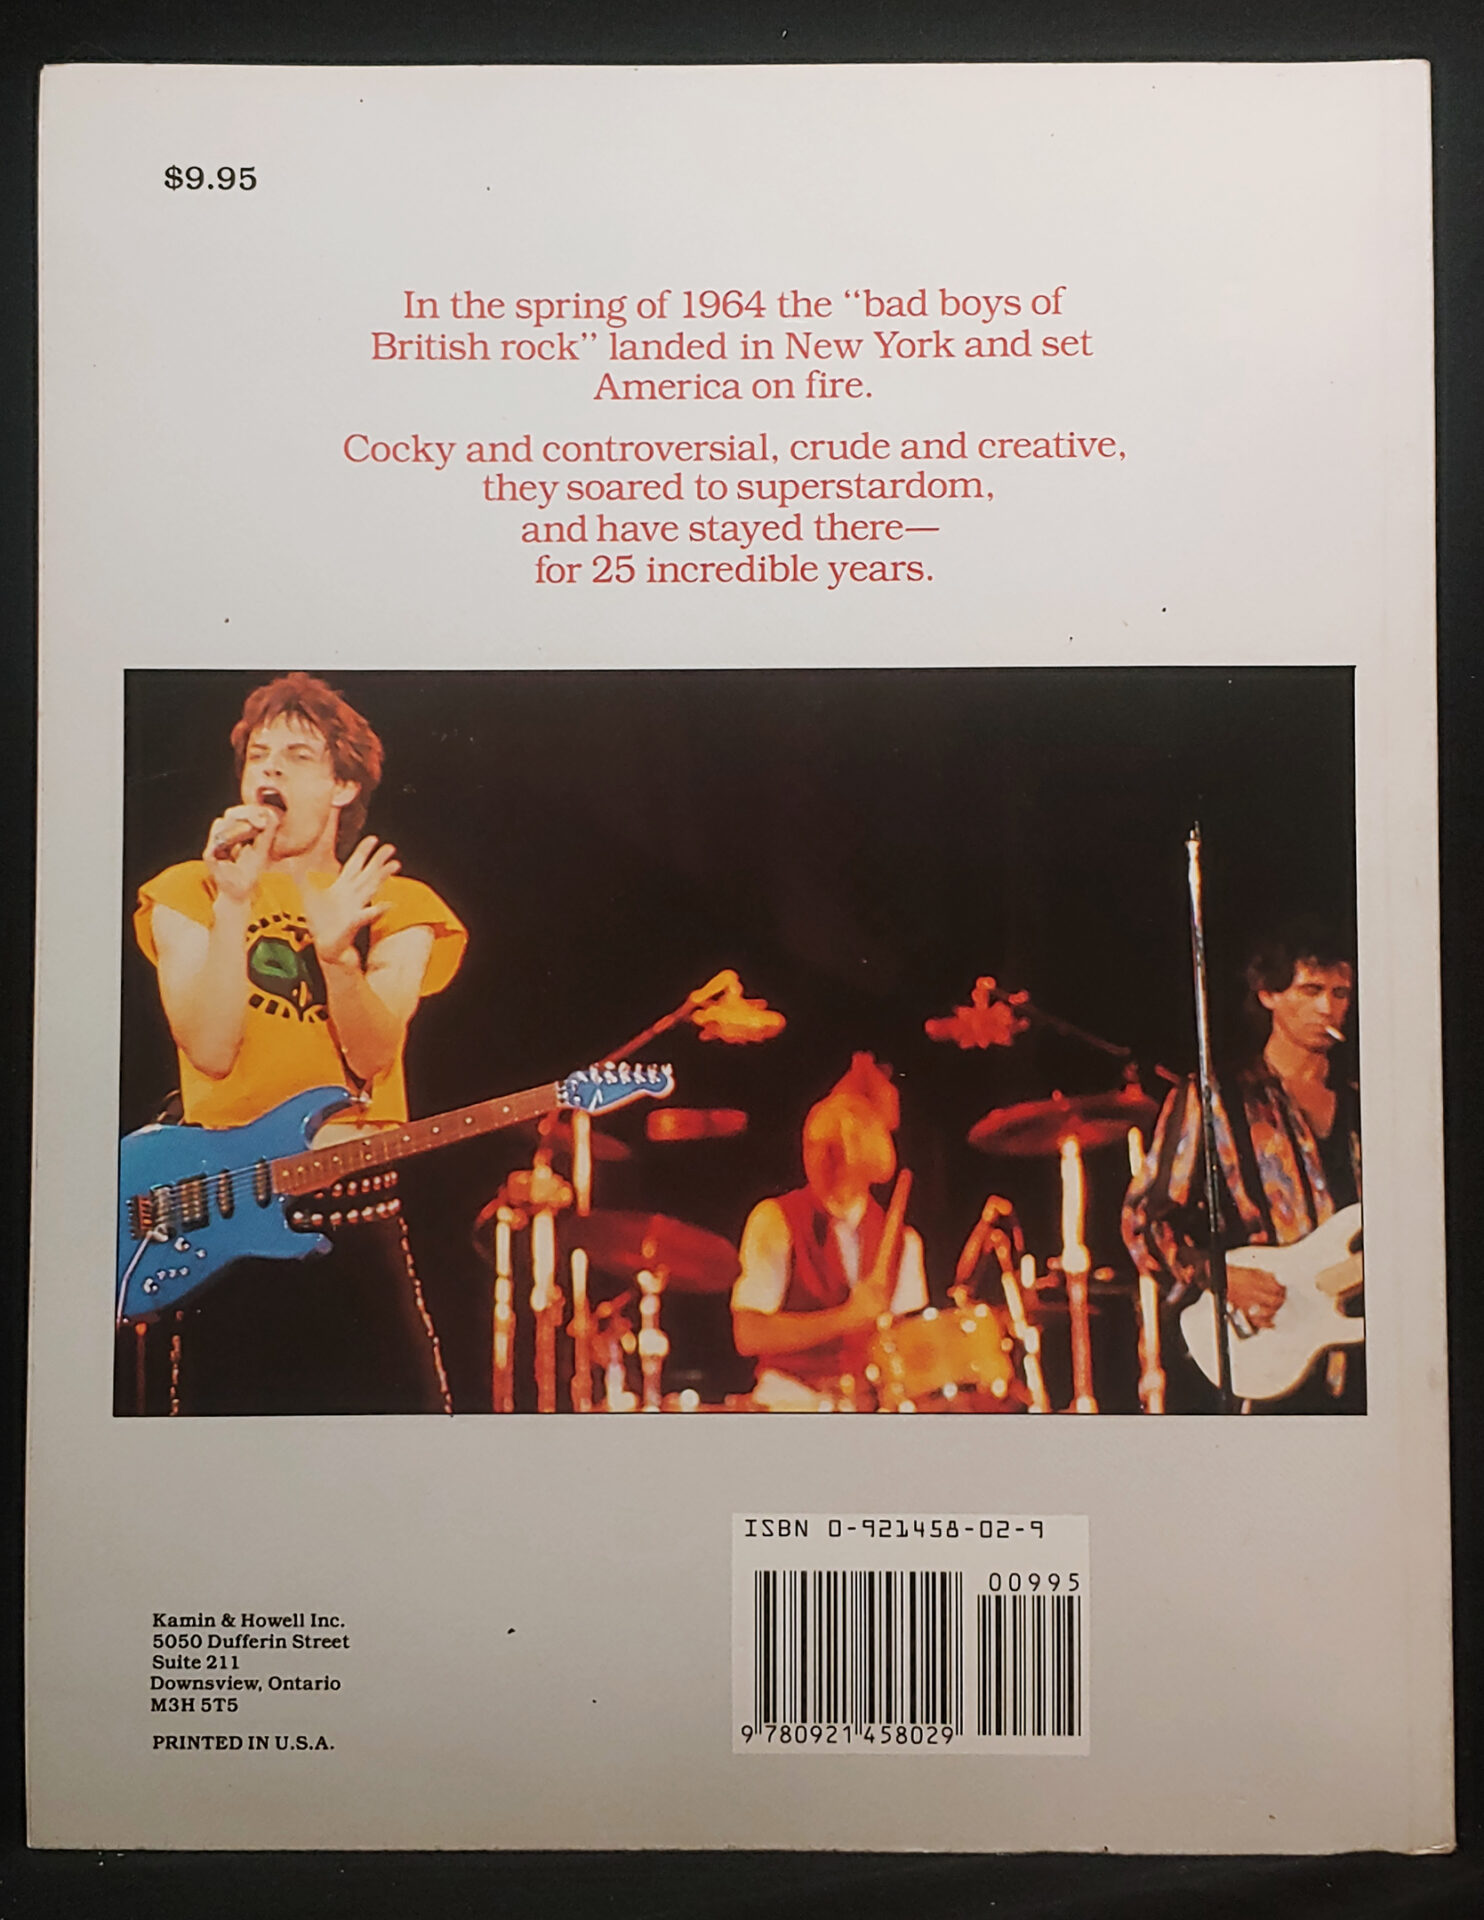 $9.95
In the spring of 1964 the “bad boys of
British rock” landed in New York and set
America on fire.
Cocky and controversial, crude and creative,
they soared to superstardom,
and have stayed there—
for 25 incredible years.
ISBN 0-921458-02-9
00995
9 780921 458029
Kamin & Howell Inc.
5050 Dufferin Street
Suite 211
Downsview, Ontario
M3H 5T5
PRINTED IN U.S.A.